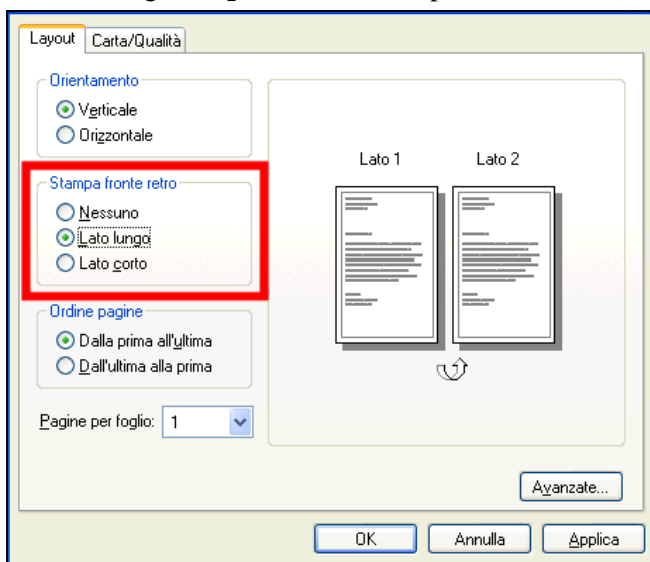 Layout Carta/Qualità
Orientamento
Verticale
Orizzontale
Stampa fronte retro
Nessuno
Lato lungo
Lato corto
Ordine pagine
Dalla prima all'ultima
Dall'ultima alla prima
Pagine per foglio: 1
Lato 1 Lato 2
Avanzate...
OK Annulla Applica